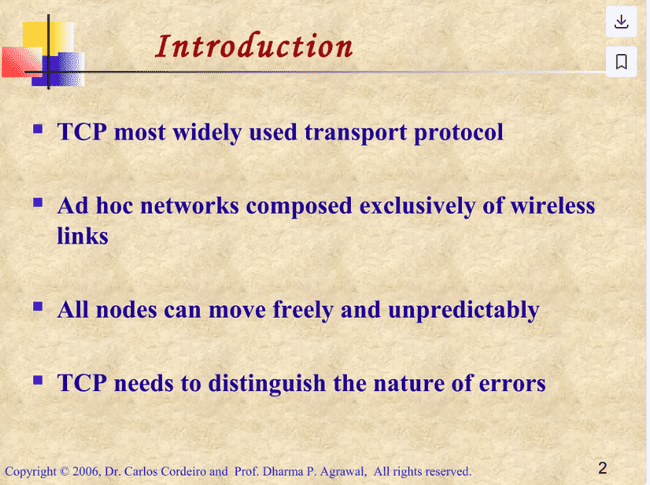 Introduction
TCP most widely used transport protocol
Ad hoc networks composed exclusively of wireless
links
All nodes can move freely and unpredictably
TCP needs to distinguish the nature of errors
Copyright © 2006, Dr. Carlos Cordeiro and Prof. Dharma P. Agrawal, All rights reserved.
2